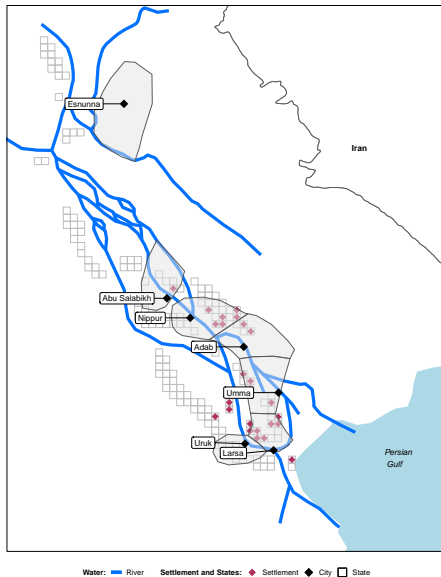 Esnunna
Iran
Abu Salabikh
Nippur
Adab
Umma
Uruk
Larsa
Persian
Gulf
Water: River Settlement and States: Settlement City State